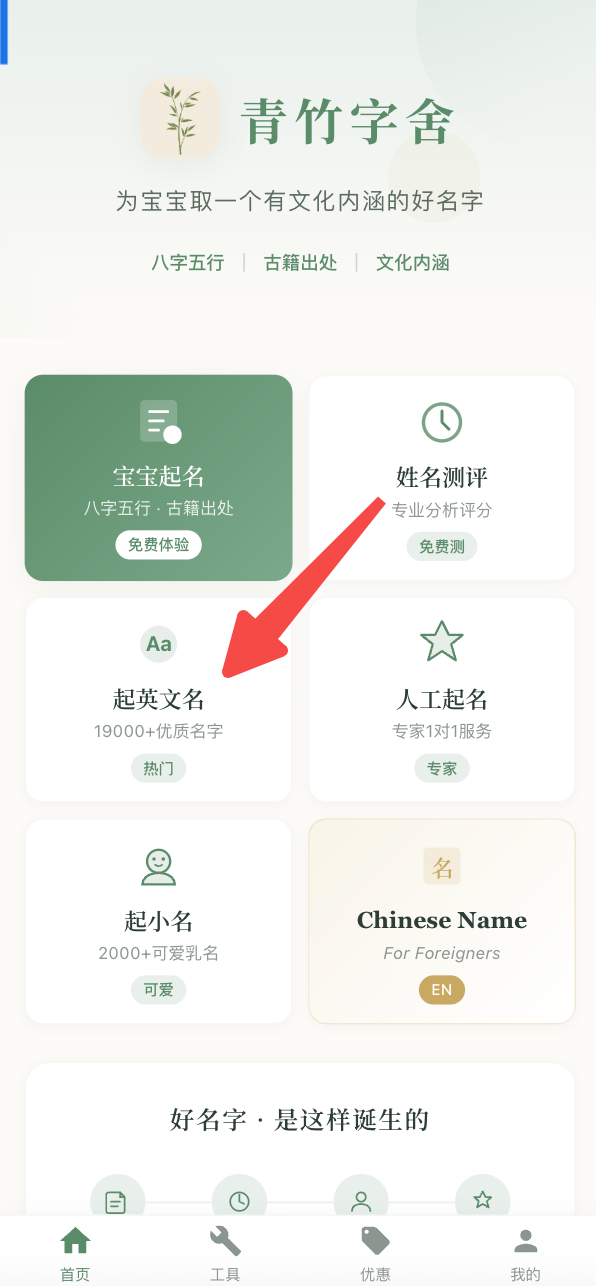 青竹字舍
为宝宝取一个有文化内涵的好名字
八字五行 | 古籍出处 | 文化内涵
宝宝起名
八字五行 · 古籍出处
免费体验
姓名测评
专业分析评分
免费测
Aa
起英文名
19000+优质名字
热门
人工起名
专家1对1服务
专家
起小名
2000+可爱乳名
可爱
名
Chinese Name
For Foreigners
EN
好名字 · 是这样诞生的
首页
工具
优惠
我的